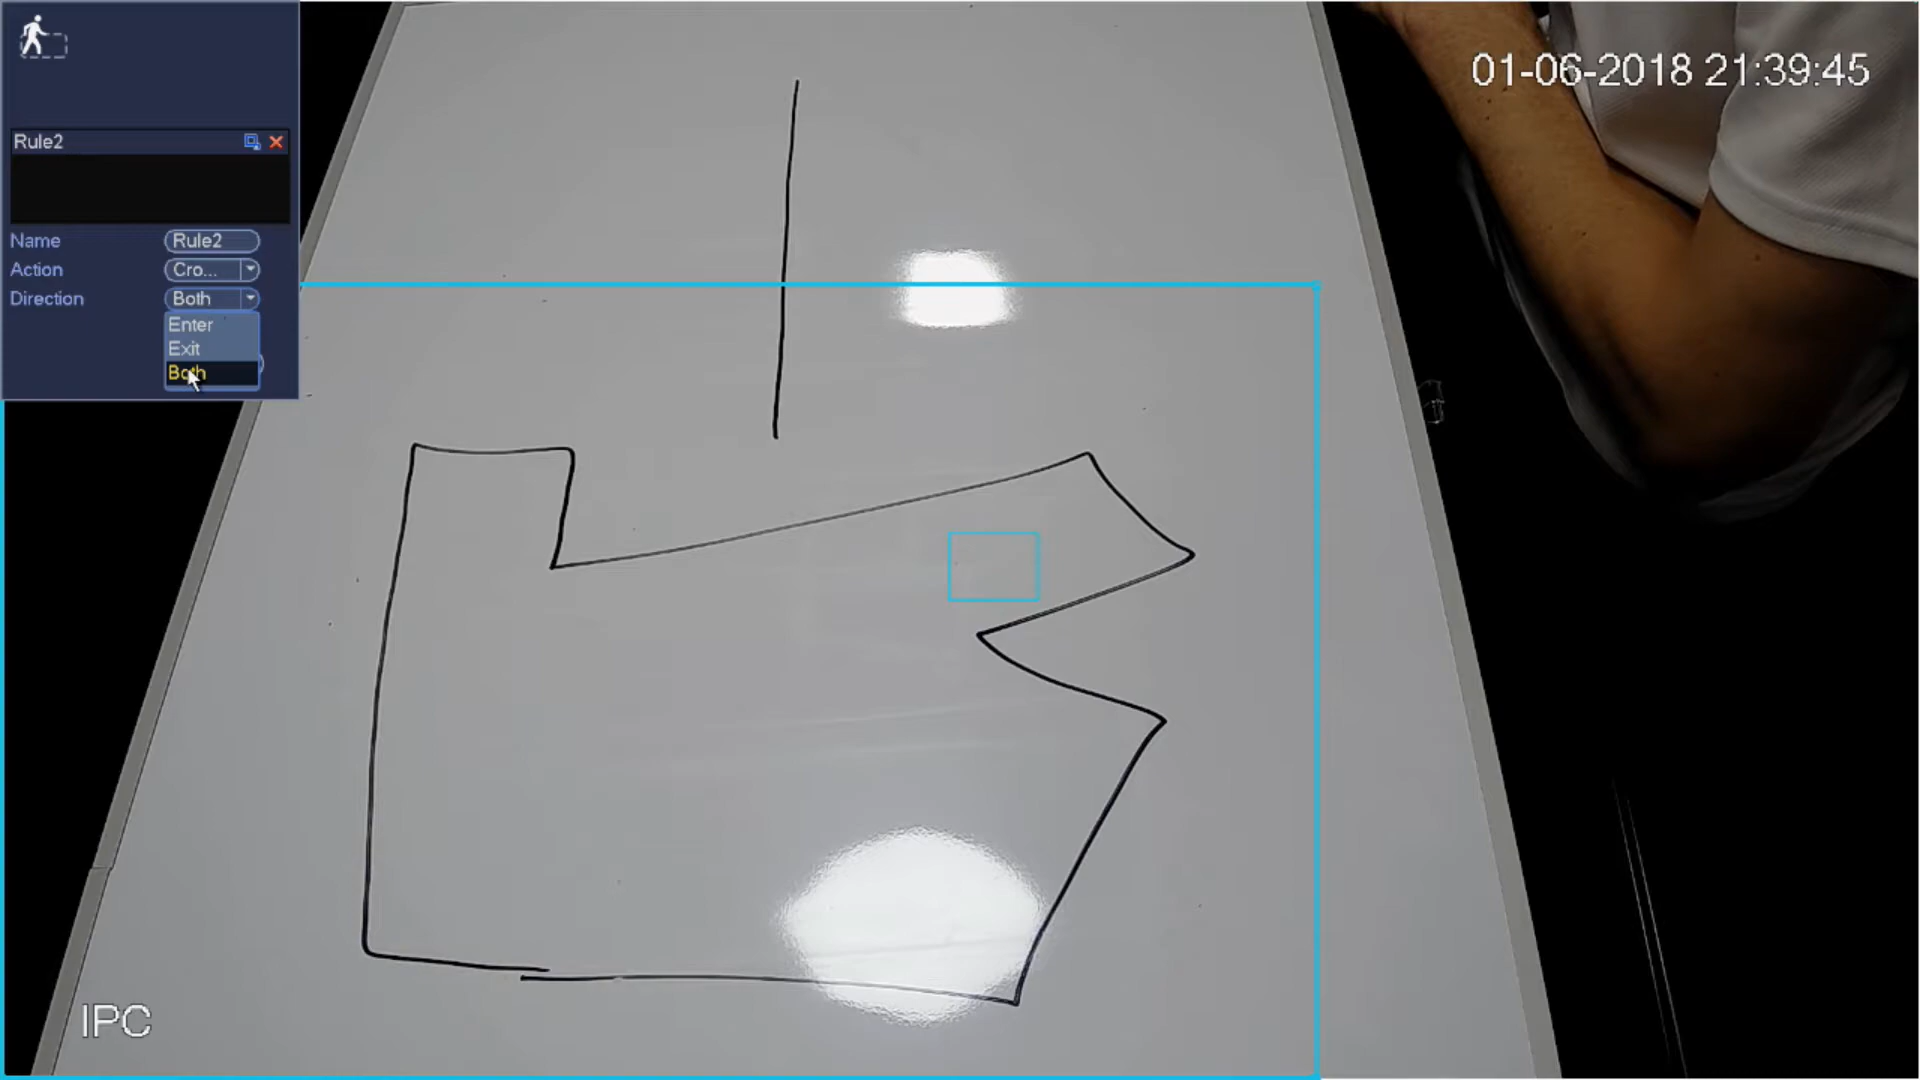 01-06-2018 21:39:45
Rule2
Name Rule2
Action Cro...
Direction Both
Enter
Exit
Both
IPC